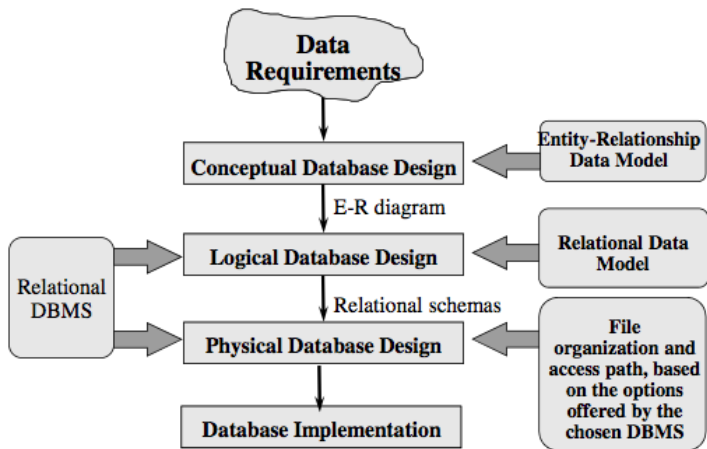 Data
Requirements
Entity-Relationship
Data Model
Conceptual Database Design
E-R diagram
Relational
DBMS
Logical Database Design
Relational Data
Model
Relational schemas
Physical Database Design
File
organization and
access path, based
on the options
offered by the
chosen DBMS
Database Implementation